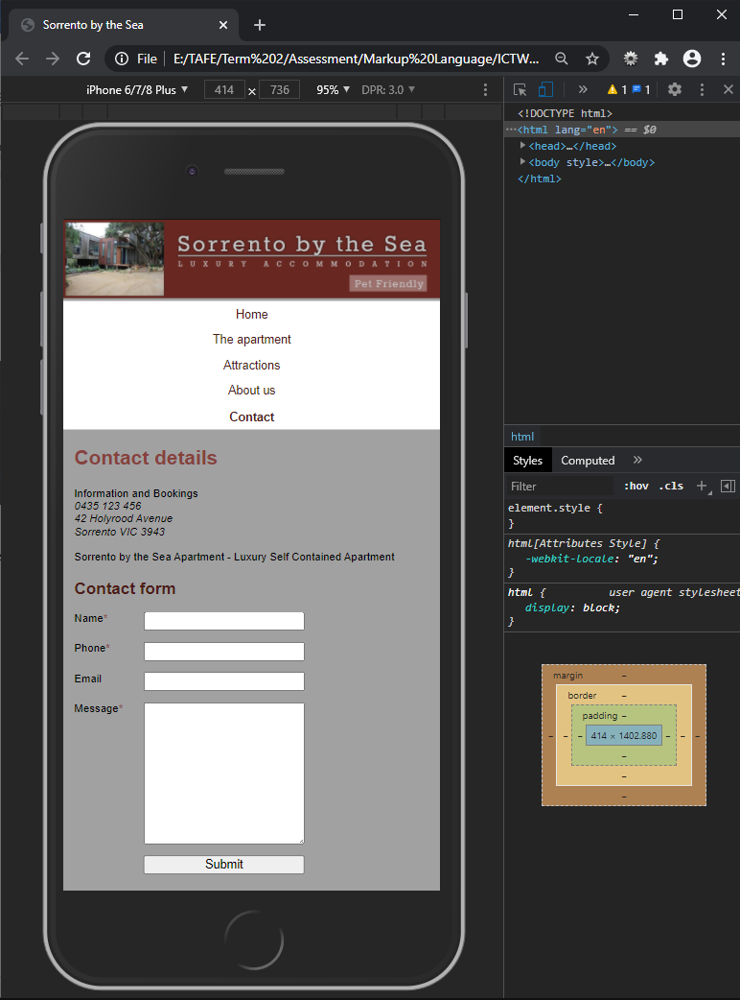 Sorrento by the Sea
File E:/TAFE/Term%202/Assessment/Markup%20Language/ICTW...
iPhone 6/7/8 Plus ▼ 414 × 736 95% ▼ DPR: 3.0 ▼
» 1 1
<!DOCTYPE html>
···<html lang="en"> == $0
<head>…</head>
<body style>…</body>
</html>
Sorrento by the Sea
LUXURY ACCOMMODATION
Pet Friendly
Home
The apartment
Attractions
About us
Contact
Contact details
Information and Bookings
0435 123 456
42 Holyrood Avenue
Sorrento VIC 3943
Sorrento by the Sea Apartment - Luxury Self Contained Apartment
Contact form
Name*
Phone*
Email
Message*
Submit
html
Styles Computed »
Filter :hov .cls +
element.style {
}
html[Attributes Style] {
-webkit-locale: "en";
}
html { user agent stylesheet
display: block;
}
margin –
border –
padding –
– – – 414 × 1402.880 – – –
–
–
–